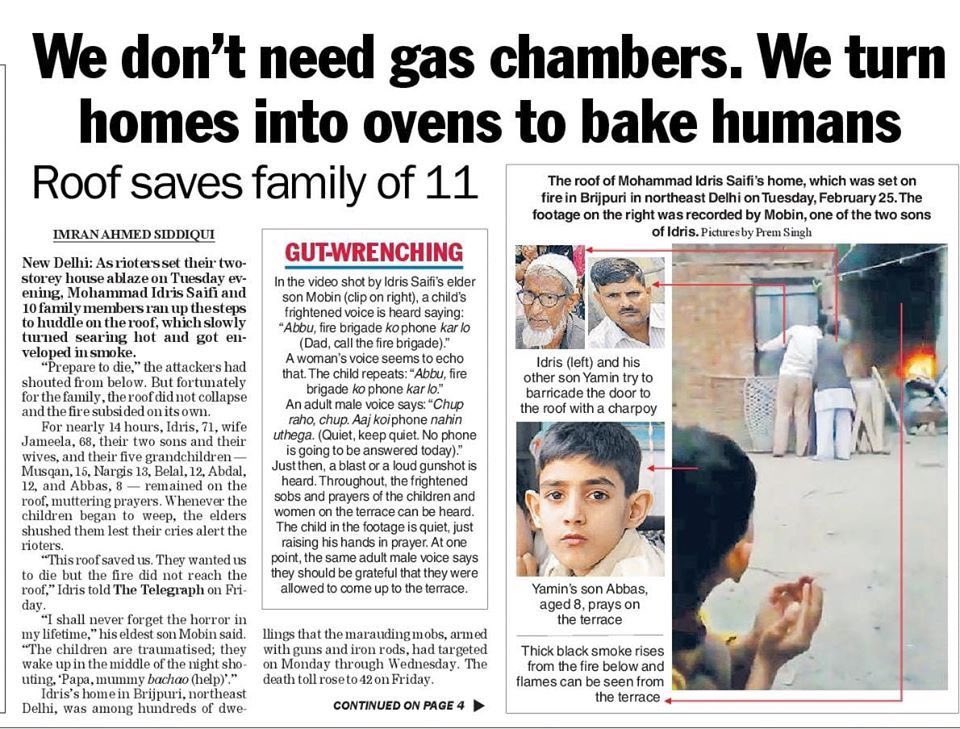 We don’t need gas chambers. We turn
homes into ovens to bake humans
Roof saves family of 11
IMRAN AHMED SIDDIQUI
New Delhi: As rioters set their two-
storey house ablaze on Tuesday ev-
ening, Mohammad Idris Saifi and
10 family members ran up the steps
to huddle on the roof, which slowly
turned searing hot and got en-
veloped in smoke.
“Prepare to die,” the attackers had
shouted from below. But fortunately
for the family, the roof did not collapse
and the fire subsided on its own.
For nearly 14 hours, Idris, 71, wife
Jameela, 68, their two sons and their
wives, and their five grandchildren —
Musqan, 15, Nargis 13, Belal, 12, Abdal,
12, and Abbas, 8 — remained on the
roof, muttering prayers. Whenever the
children began to weep, the elders
shushed them lest their cries alert the
rioters.
“This roof saved us. They wanted us
to die but the fire did not reach the
roof,” Idris told The Telegraph on Fri-
day.
“I shall never forget the horror in
my lifetime,” his eldest son Mobin said.
“The children are traumatised; they
wake up in the middle of the night sho-
uting, ‘Papa, mummy bachao (help)’.”
Idris’s home in Brijpuri, northeast
Delhi, was among hundreds of dwe-
GUT-WRENCHING
In the video shot by Idris Saifi’s elder
son Mobin (clip on right), a child’s
frightened voice is heard saying:
“Abbu, fire brigade ko phone kar lo
(Dad, call the fire brigade).”
A woman’s voice seems to echo
that. The child repeats: “Abbu, fire
brigade ko phone kar lo.”
An adult male voice says: “Chup
raho, chup. Aaj koi phone nahin
uthega. (Quiet, keep quiet. No phone
is going to be answered today).”
Just then, a blast or a loud gunshot is
heard. Throughout, the frightened
sobs and prayers of the children and
women on the terrace can be heard.
The child in the footage is quiet, just
raising his hands in prayer. At one
point, the same adult male voice says
they should be grateful that they were
allowed to come up to the terrace.
llings that the marauding mobs, armed
with guns and iron rods, had targeted
on Monday through Wednesday. The
death toll rose to 42 on Friday.
CONTINUED ON PAGE 4
The roof of Mohammad Idris Saifi’s home, which was set on
fire in Brijpuri in northeast Delhi on Tuesday, February 25. The
footage on the right was recorded by Mobin, one of the two sons
of Idris. Pictures by Prem Singh
Idris (left) and his
other son Yamin try to
barricade the door to
the roof with a charpoy
Yamin’s son Abbas,
aged 8, prays on
the terrace
Thick black smoke rises
from the fire below and
flames can be seen from
the terrace